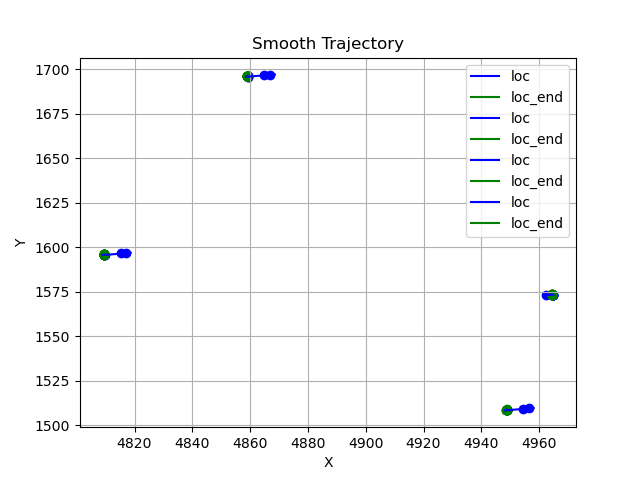 Smooth Trajectory
1700
1675
1650
1625
1600
1575
1550
1525
1500
Y
loc
loc_end
loc
loc_end
loc
loc_end
loc
loc_end
4820 4840 4860 4880 4900 4920 4940 4960
X